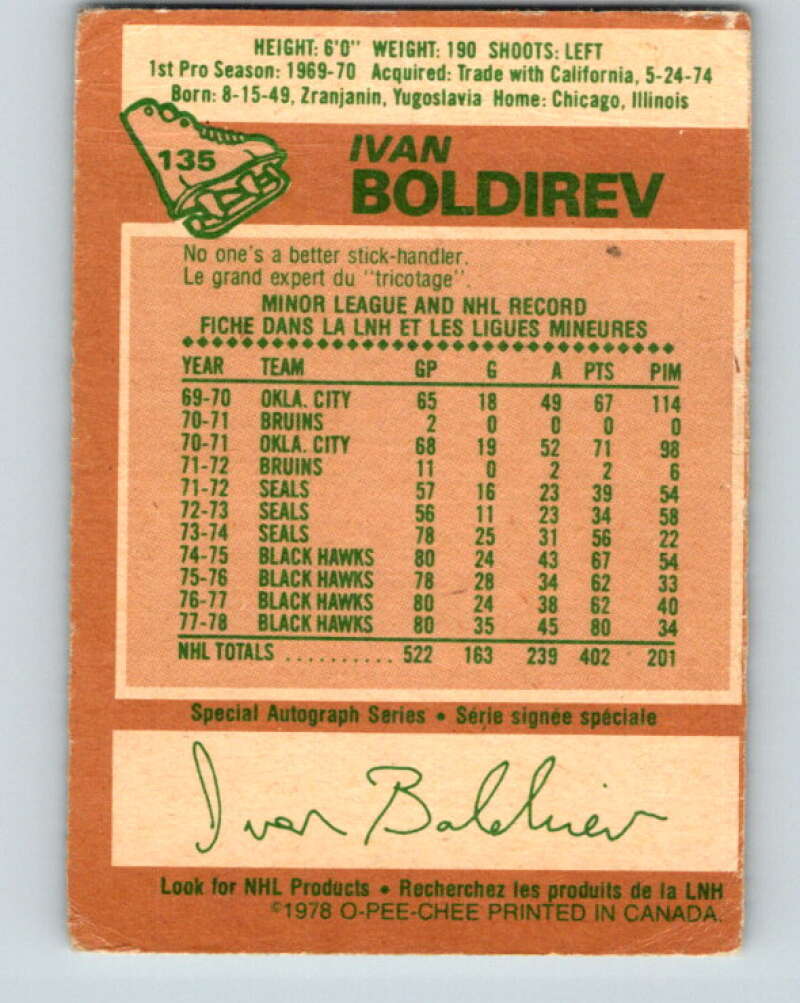 HEIGHT: 6'0" WEIGHT: 190 SHOOTS: LEFT
1st Pro Season: 1969-70 Acquired: Trade with California, 5-24-74
Born: 8-15-49, Zranjanin, Yugoslavia Home: Chicago, Illinois
135
IVAN
BOLDIREV
No one's a better stick-handler.
Le grand expert du "tricotage".
MINOR LEAGUE AND NHL RECORD
FICHE DANS LA LNH ET LES LIGUES MINEURES
YEAR TEAM GP G A PTS PIM
69-70 OKLA. CITY 65 18 49 67 114
70-71 BRUINS 2 0 0 0 0
70-71 OKLA. CITY 68 19 52 71 98
71-72 BRUINS 11 0 2 2 6
71-72 SEALS 57 16 23 39 54
72-73 SEALS 56 11 23 34 58
73-74 SEALS 78 25 31 56 22
74-75 BLACK HAWKS 80 24 43 67 54
75-76 BLACK HAWKS 78 28 34 62 33
76-77 BLACK HAWKS 80 24 38 62 40
77-78 BLACK HAWKS 80 35 45 80 34
NHL TOTALS .......... 522 163 239 402 201
Special Autograph Series • Série signée spéciale
Ivan Boldirev
Look for NHL Products • Recherchez les produits de la LNH
©1978 O-PEE-CHEE PRINTED IN CANADA.